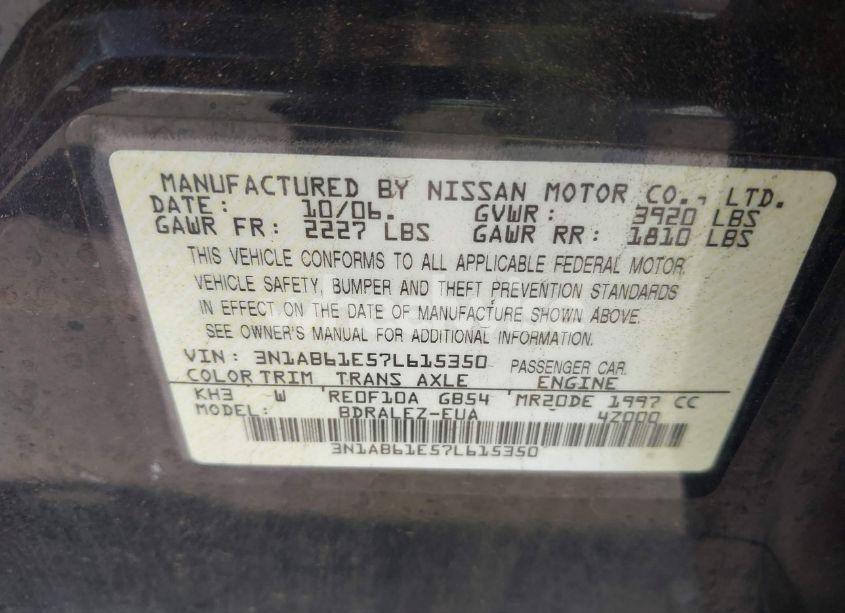 MANUFACTURED BY NISSAN MOTOR CO., LTD.
DATE: 10/06. GVWR: 3920 LBS
GAWR FR: 2227 LBS GAWR RR: 1810 LBS
THIS VEHICLE CONFORMS TO ALL APPLICABLE FEDERAL MOTOR
VEHICLE SAFETY, BUMPER AND THEFT PREVENTION STANDARDS
IN EFFECT ON THE DATE OF MANUFACTURE SHOWN ABOVE.
SEE OWNER'S MANUAL FOR ADDITIONAL INFORMATION.
VIN: 3N1AB61E57L615350 PASSENGER CAR
COLOR TRIM TRANS AXLE ENGINE
KH3 W RE0F10A GB54 MR20DE 1997 CC
MODEL: BDRALEZ-EUA 4Z000
3N1AB61E57L615350